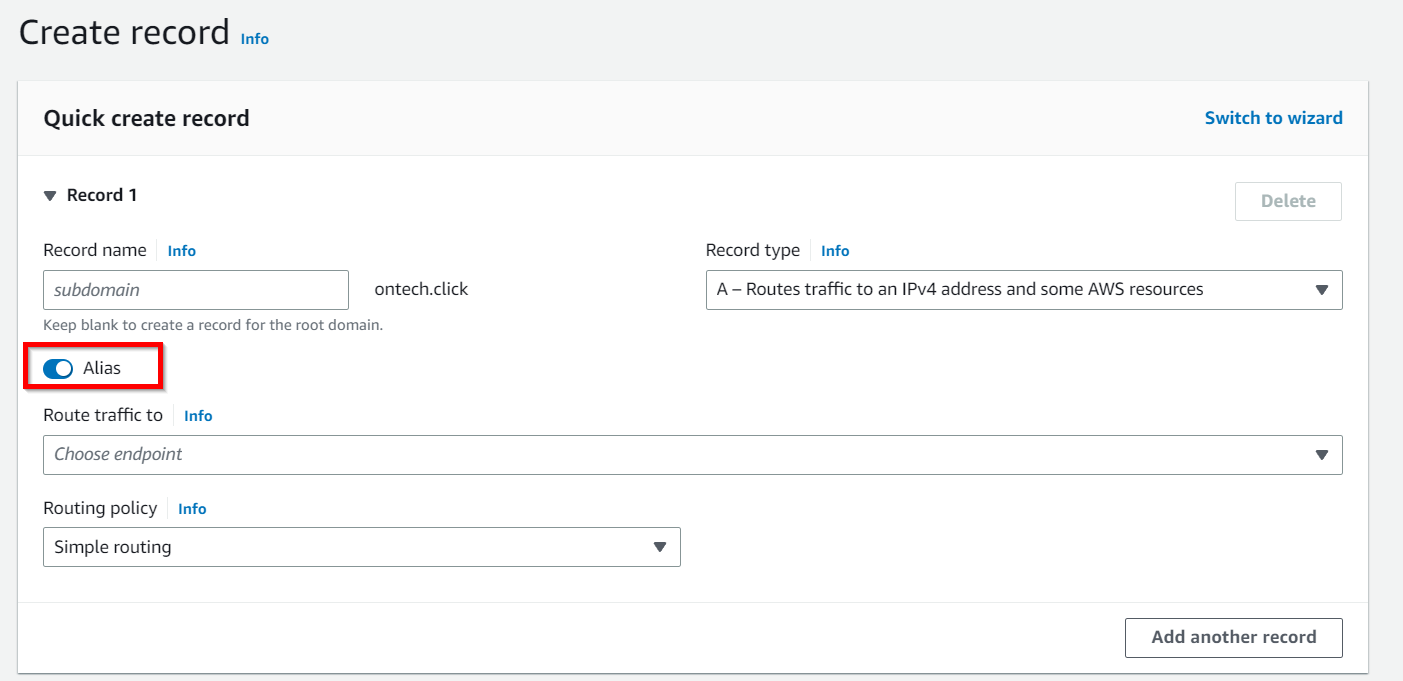 Create record Info
Quick create record Switch to wizard
Record 1 Delete
Record name Info Record type Info
subdomain ontech.click A – Routes traffic to an IPv4 address and some AWS resources
Keep blank to create a record for the root domain.
Alias
Route traffic to Info
Choose endpoint
Routing policy Info
Simple routing
Add another record